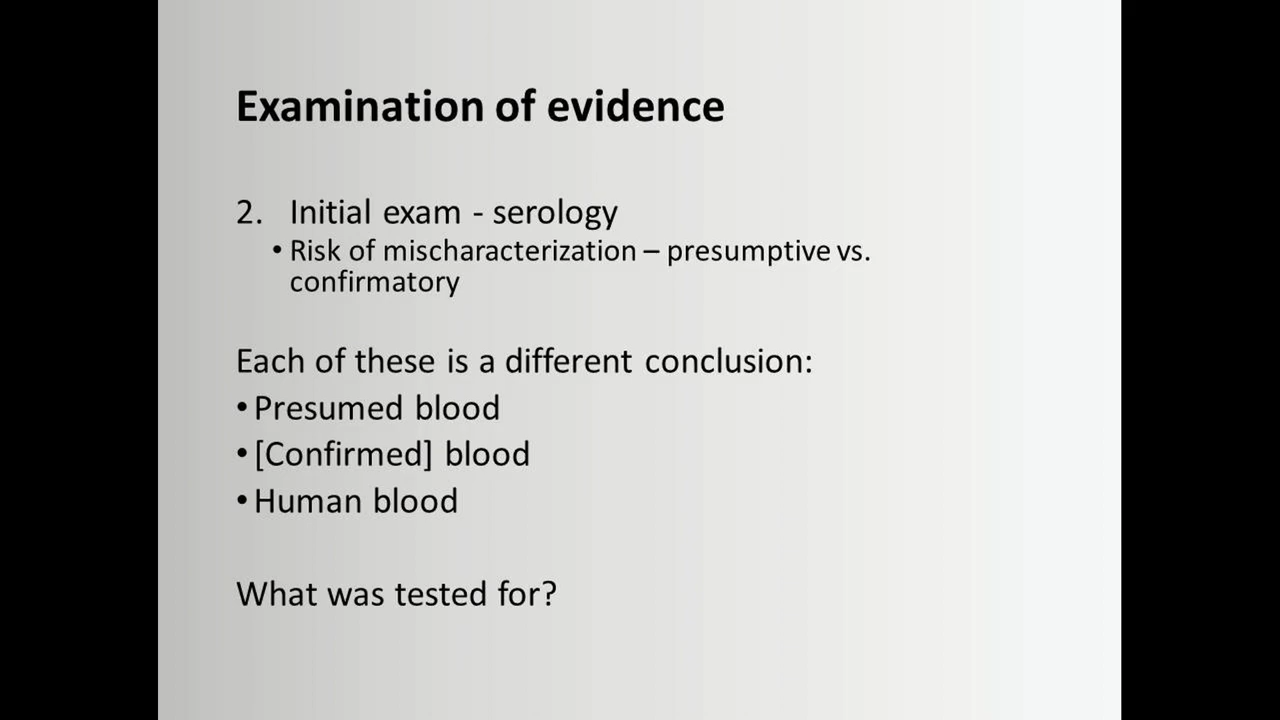 Examination of evidence
2. Initial exam - serology
• Risk of mischaracterization – presumptive vs.
confirmatory
Each of these is a different conclusion:
• Presumed blood
• [Confirmed] blood
• Human blood
What was tested for?